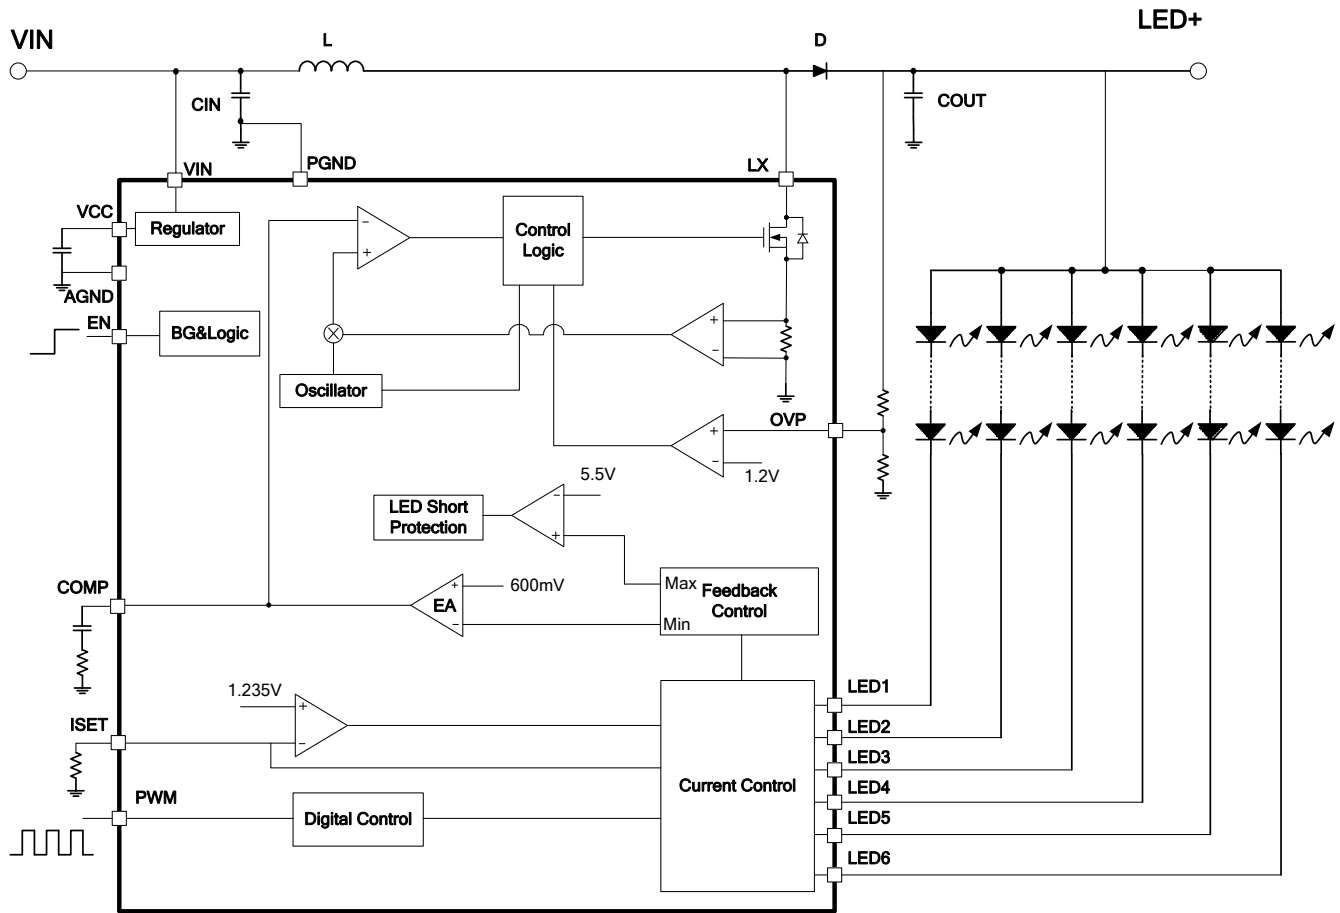 LED+
VIN
L
D
CIN
COUT
VIN
PGND
LX
VCC
Regulator
Control
Logic
AGND
EN
BG&Logic
Oscillator
OVP
1.2V
5.5V
LED Short
Protection
COMP
600mV
EA
Max
Feedback
Control
Min
1.235V
LED1
ISET
LED2
LED3
Current Control
LED4
PWM
Digital Control
LED5
LED6